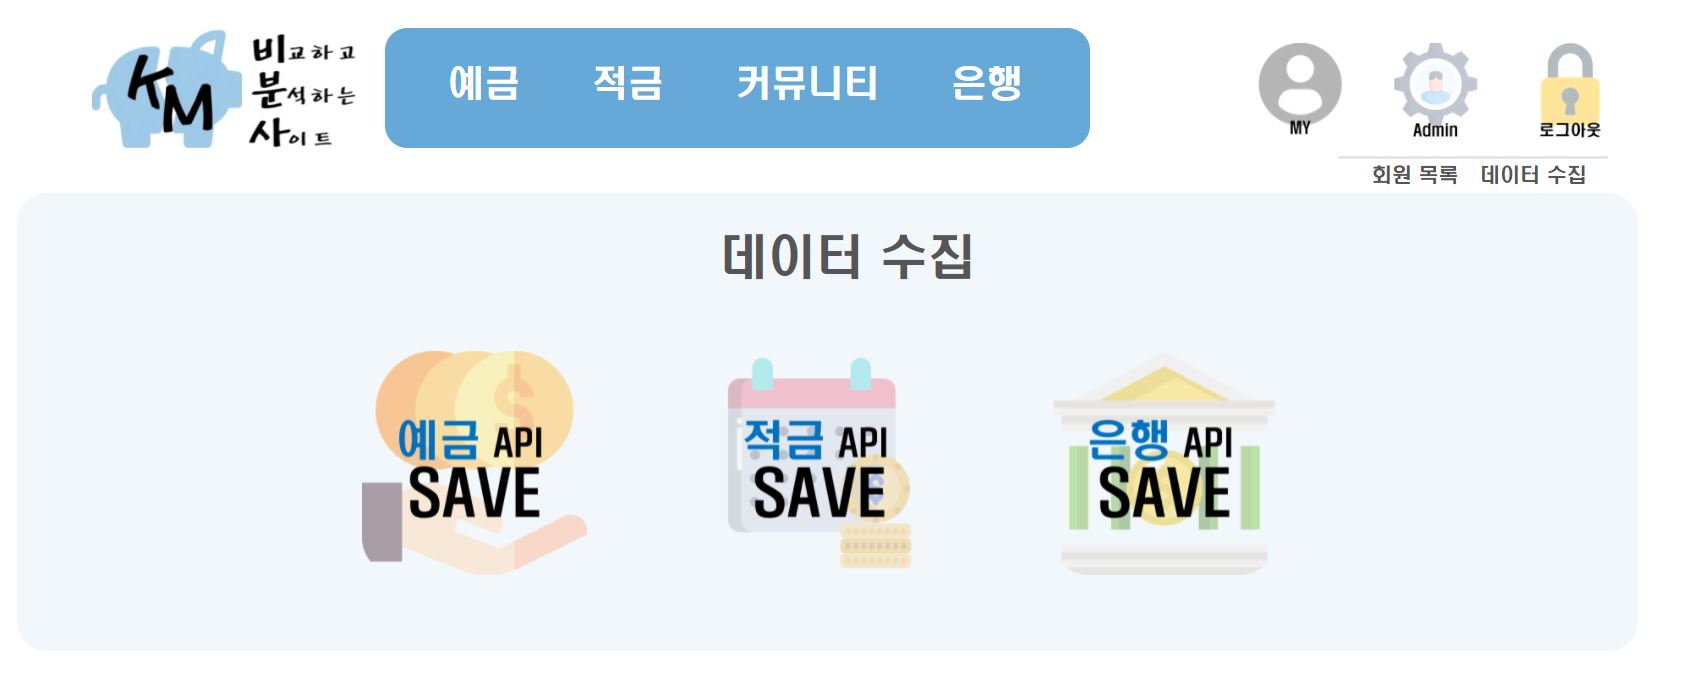 KM
비교하고
분석하는
사이트
예금 적금 커뮤니티 은행
MY Admin 로그아웃
회원 목록 데이터 수집
데이터 수집
예금 API
SAVE
적금 API
SAVE
은행 API
SAVE